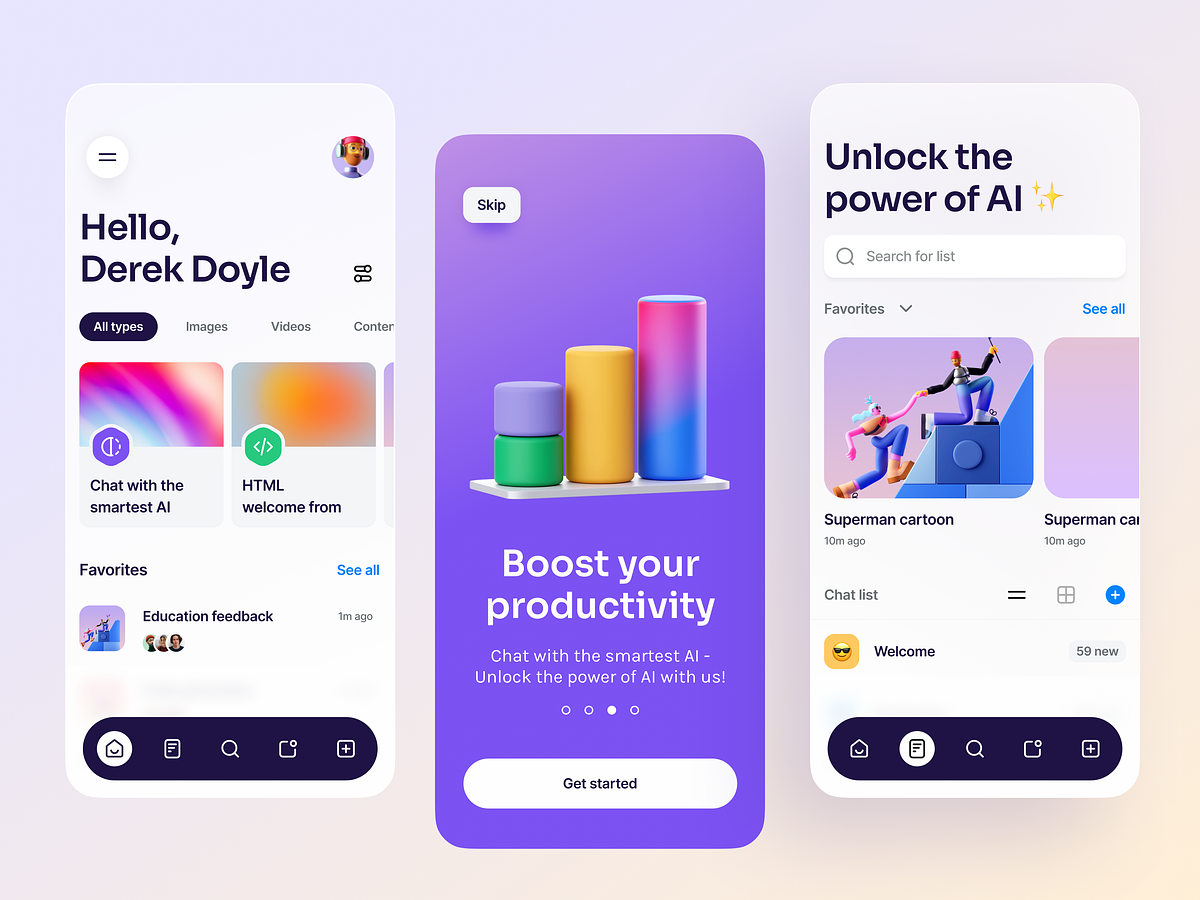 Hello,
Derek Doyle
All types
Images
Videos
Conten
Chat with the
smartest AI
HTML
welcome from
Favorites
See all
Education feedback
1m ago
Skip
Boost your
productivity
Chat with the smartest AI -
Unlock the power of AI with us!
Get started
Unlock the
power of AI ✨
Search for list
Favorites
See all
Superman cartoon
10m ago
Superman car
10m ago
Chat list
Welcome
59 new